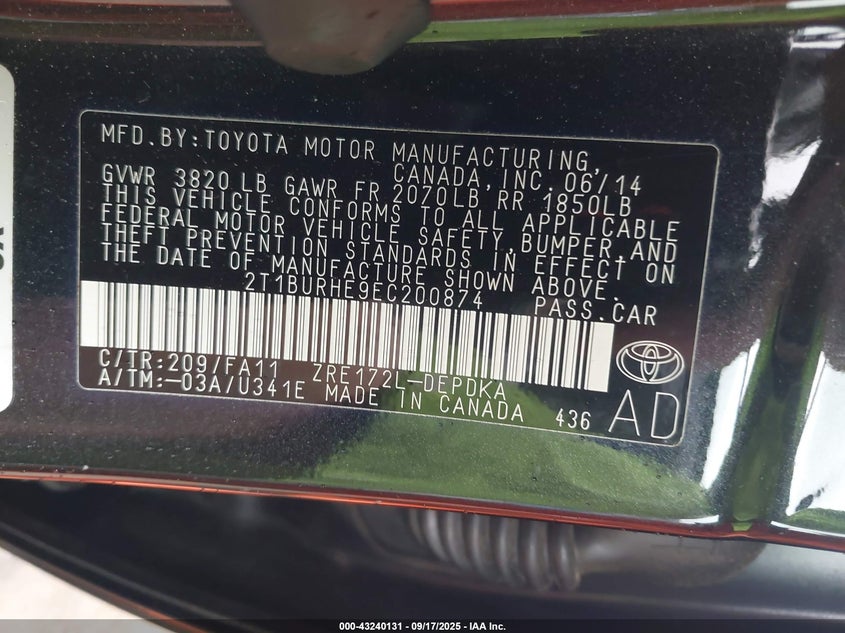 MFD.BY:TOYOTA MOTOR MANUFACTURING,
CANADA, INC. 06/14
GVWR 3820 LB GAWR FR 2070LB RR 1850LB
THIS VEHICLE CONFORMS TO ALL APPLICABLE
FEDERAL MOTOR VEHICLE SAFETY,BUMPER,AND
THEFT PREVENTION STANDARDS IN EFFECT ON
THE DATE OF MANUFACTURE SHOWN ABOVE.
2T1BURHE9EC200874 PASS.CAR
C/TR:209/FA11 ZRE172L-DEPDKA
A/TM:-03A/U341E MADE IN CANADA 436
AD
000-43240131 - 09/17/2025 - IAA Inc.